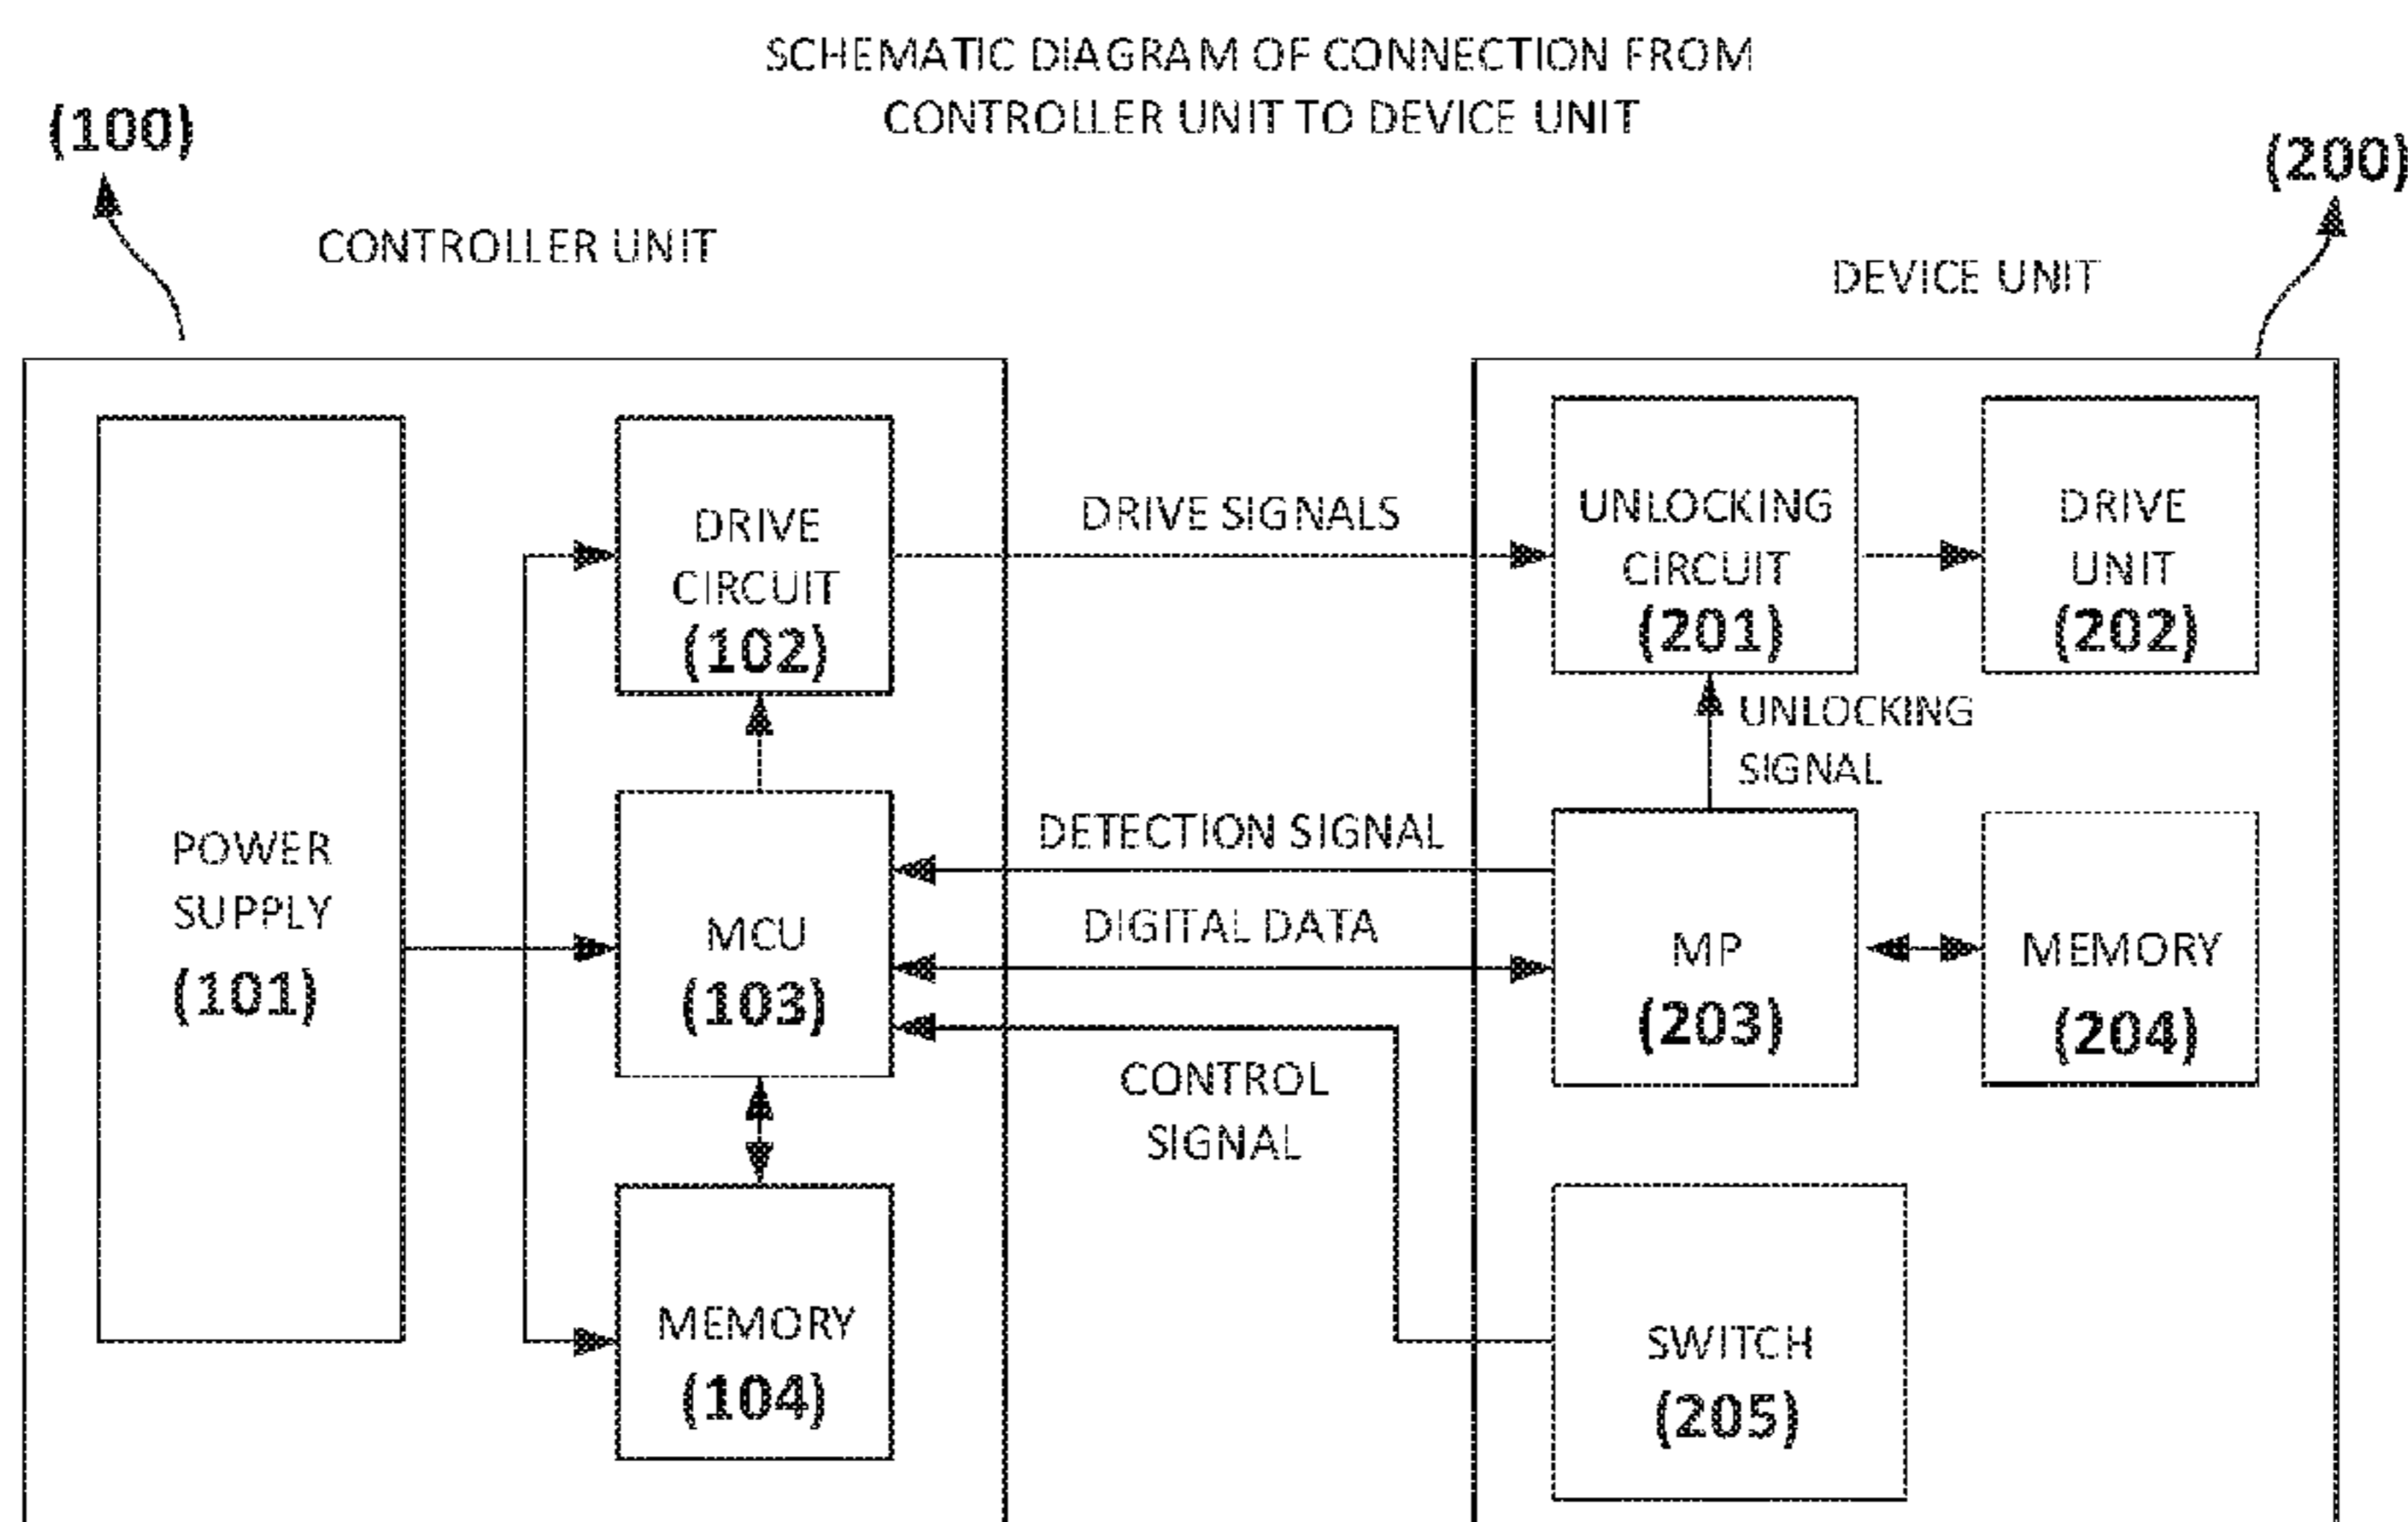 SCHEMATIC DIAGRAM OF CONNECTION FROM
CONTROLLER UNIT TO DEVICE UNIT
(100)
(200)
CONTROLLER UNIT
DEVICE UNIT
POWER
SUPPLY
(101)
DRIVE
CIRCUIT
(102)
MCU
(103)
MEMORY
(104)
DRIVE SIGNALS
DETECTION SIGNAL
DIGITAL DATA
CONTROL
SIGNAL
UNLOCKING
CIRCUIT
(201)
DRIVE
UNIT
(202)
UNLOCKING
SIGNAL
MP
(203)
MEMORY
(204)
SWITCH
(205)